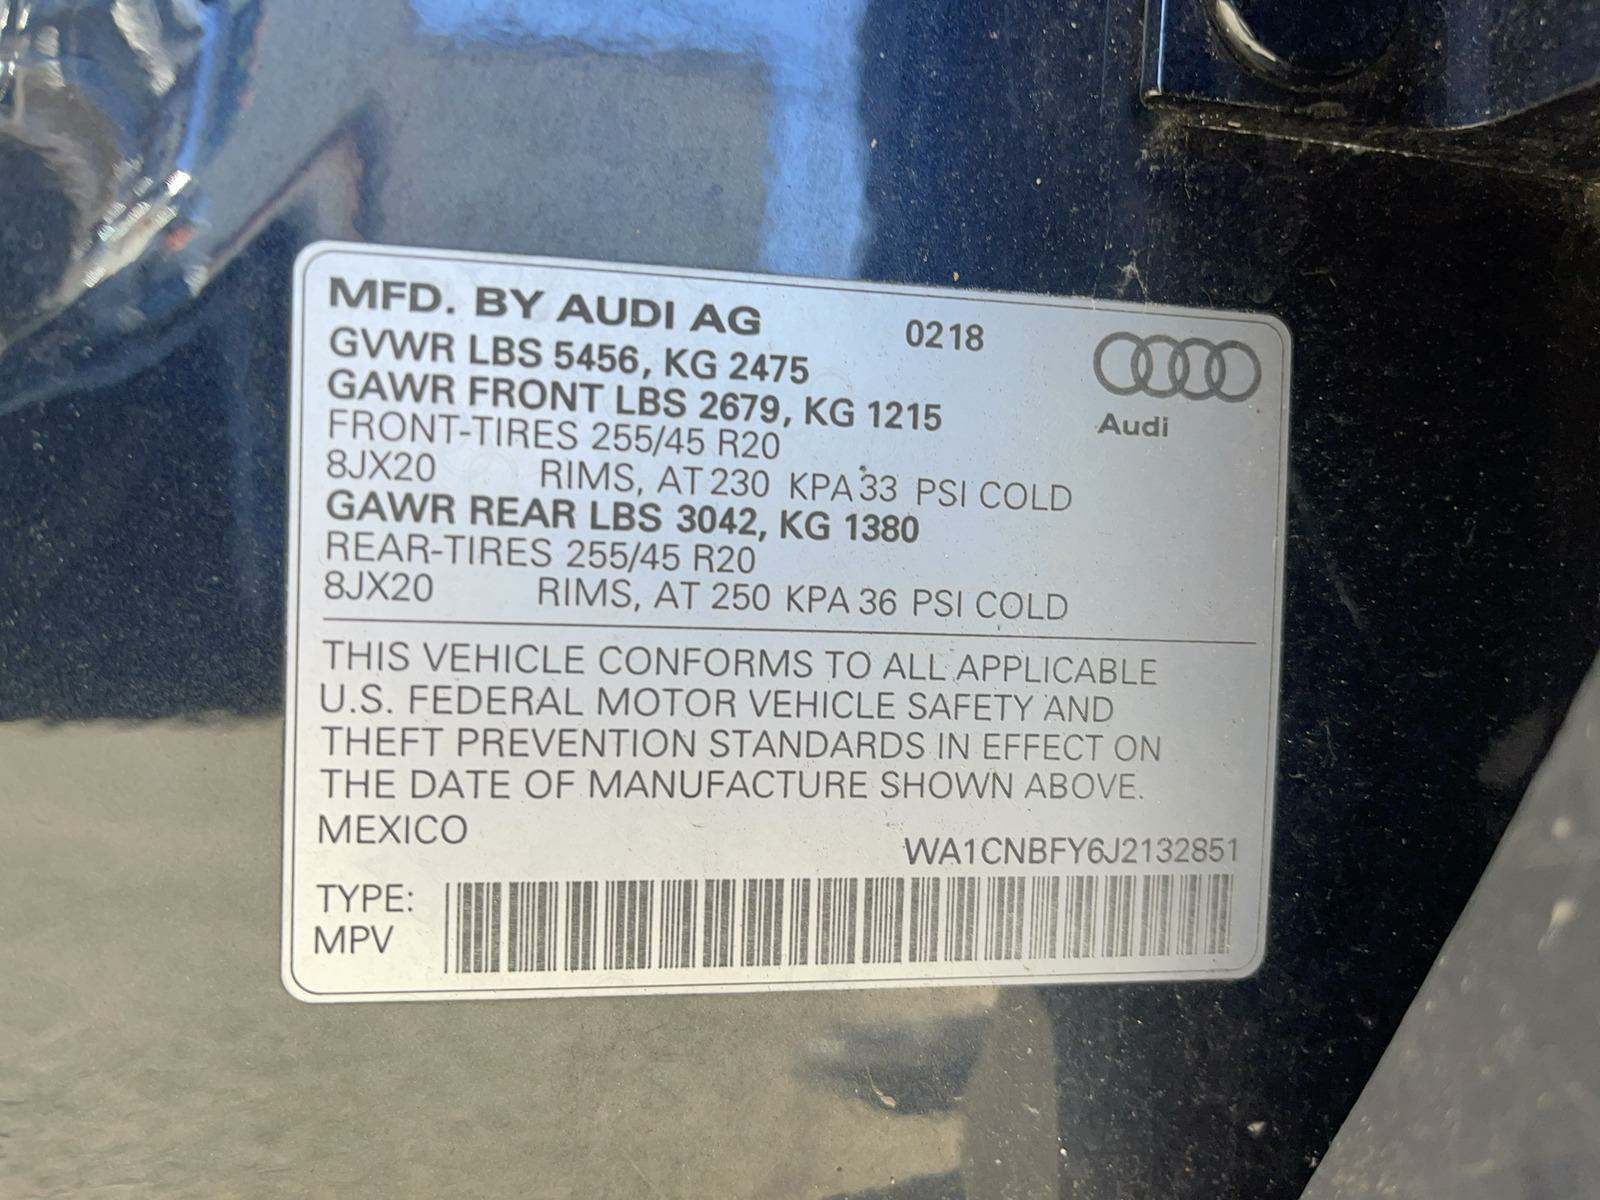 MFD. BY AUDI AG 0218
GVWR LBS 5456, KG 2475
GAWR FRONT LBS 2679, KG 1215
Audi
FRONT-TIRES 255/45 R20
8JX20 RIMS, AT 230 KPA 33 PSI COLD
GAWR REAR LBS 3042, KG 1380
REAR-TIRES 255/45 R20
8JX20 RIMS, AT 250 KPA 36 PSI COLD
THIS VEHICLE CONFORMS TO ALL APPLICABLE
U.S. FEDERAL MOTOR VEHICLE SAFETY AND
THEFT PREVENTION STANDARDS IN EFFECT ON
THE DATE OF MANUFACTURE SHOWN ABOVE.
MEXICO WA1CNBFY6J2132851
TYPE:
MPV